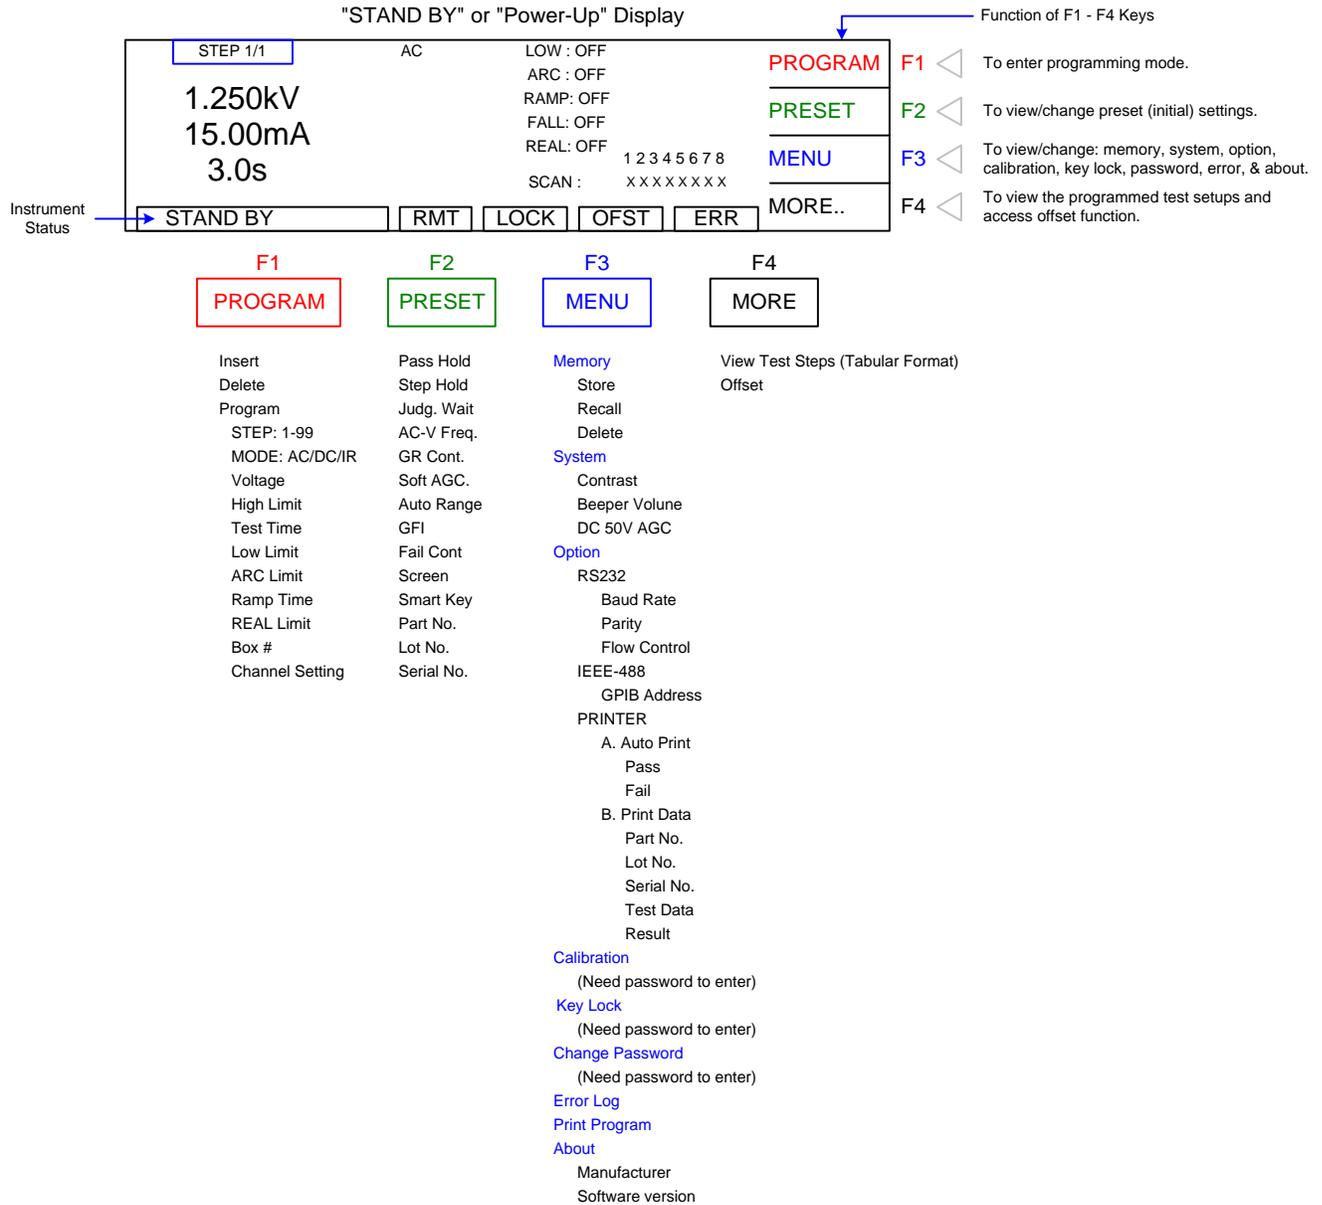 "STAND BY" or "Power-Up" Display
Function of F1 - F4 Keys
STEP 1/1
AC
LOW : OFF
ARC : OFF
RAMP: OFF
FALL: OFF
REAL: OFF
1 2 3 4 5 6 7 8
SCAN : X X X X X X X X
1.250kV
15.00mA
3.0s
PROGRAM F1 To enter programming mode.
PRESET F2 To view/change preset (initial) settings.
MENU F3 To view/change: memory, system, option,
calibration, key lock, password, error, & about.
MORE.. F4 To view the programmed test setups and
access offset function.
Instrument
Status
STAND BY RMT LOCK OFST ERR
F1
PROGRAM
Insert
Delete
Program
STEP: 1-99
MODE: AC/DC/IR
Voltage
High Limit
Test Time
Low Limit
ARC Limit
Ramp Time
REAL Limit
Box #
Channel Setting
F2
PRESET
Pass Hold
Step Hold
Judg. Wait
AC-V Freq.
GR Cont.
Soft AGC.
Auto Range
GFI
Fail Cont
Screen
Smart Key
Part No.
Lot No.
Serial No.
F3
MENU
Memory
Store
Recall
Delete
System
Contrast
Beeper Volune
DC 50V AGC
Option
RS232
Baud Rate
Parity
Flow Control
IEEE-488
GPIB Address
PRINTER
A. Auto Print
Pass
Fail
B. Print Data
Part No.
Lot No.
Serial No.
Test Data
Result
Calibration
(Need password to enter)
Key Lock
(Need password to enter)
Change Password
(Need password to enter)
Error Log
Print Program
About
Manufacturer
Software version
F4
MORE
View Test Steps (Tabular Format)
Offset